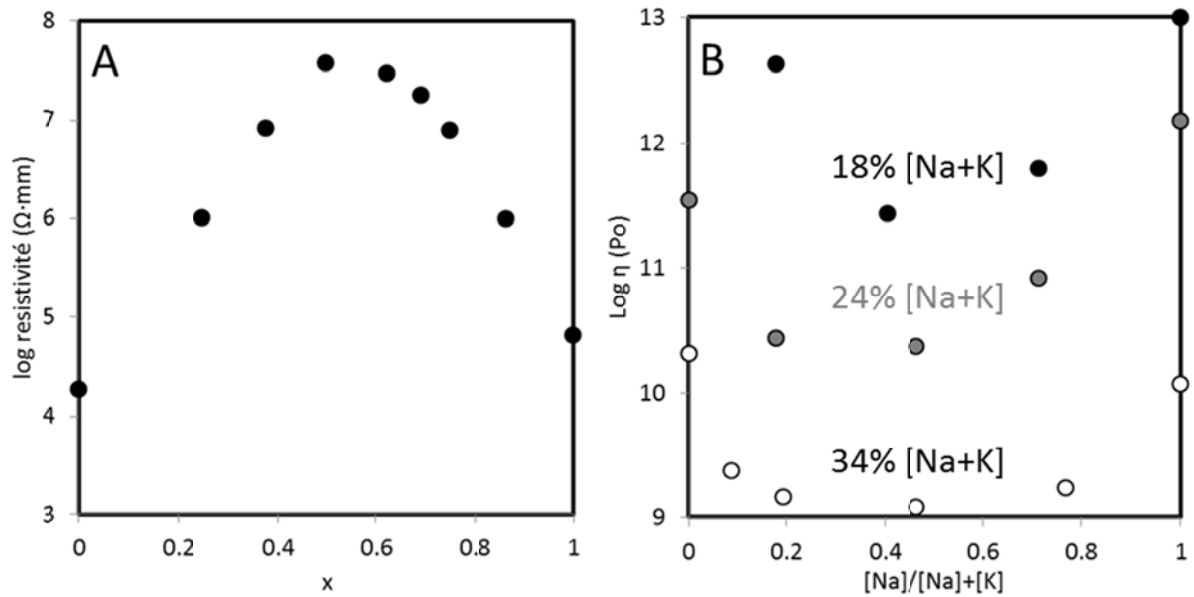 A
8
7
6
5
4
3
log resistivité (Ω·mm)
0
0.2
0.4
0.6
0.8
1
x
B
13
12
11
10
9
Log η (Po)
18% [Na+K]
24% [Na+K]
34% [Na+K]
0
0.2
0.4
0.6
0.8
1
[Na]/[Na]+[K]